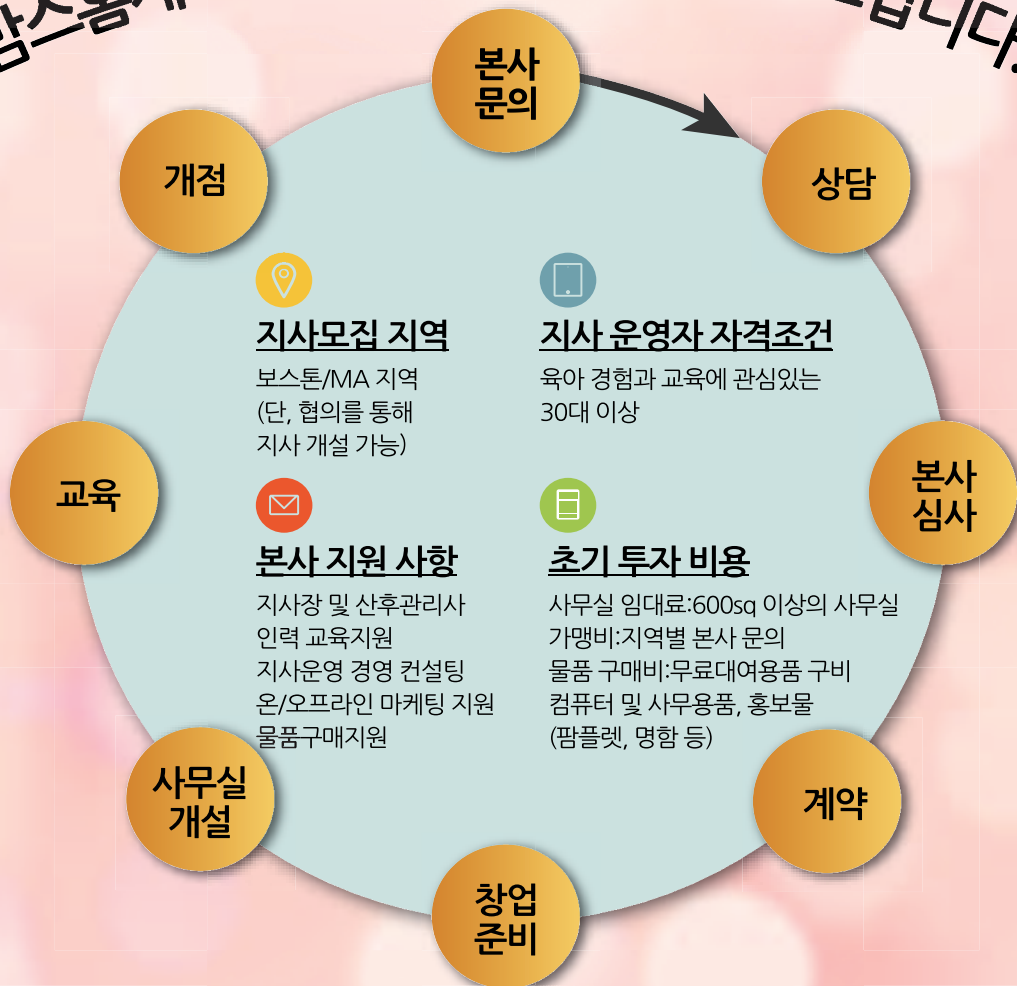 본사
문의
상담
본사
심사
계약
창업
준비
사무실
개설
교육
개점
지사모집 지역
보스톤/MA 지역
(단, 협의를 통해
지사 개설 가능)
지사 운영자 자격조건
육아 경험과 교육에 관심있는
30대 이상
본사 지원 사항
지사장 및 산후관리사
인력 교육지원
지사운영 경영 컨설팅
온/오프라인 마케팅 지원
물품구매지원
초기 투자 비용
사무실 임대료:600sq 이상의 사무실
가맹비:지역별 본사 문의
물품 구매비:무료대여용품 구비
컴퓨터 및 사무용품, 홍보물
(팜플렛, 명함 등)